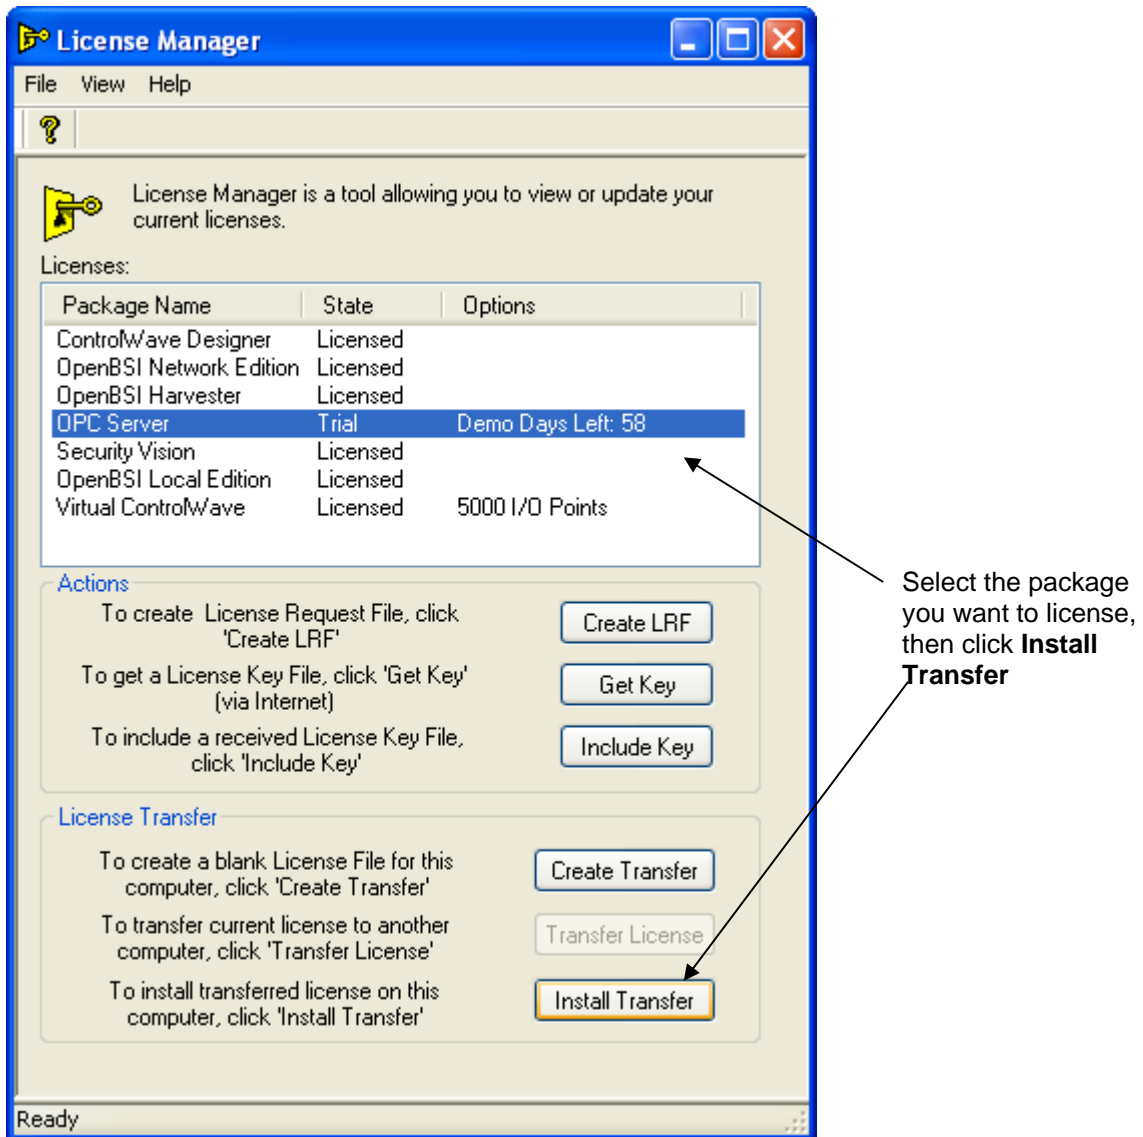 License Manager
File View Help
License Manager is a tool allowing you to view or update your
current licenses.
Licenses:
Package Name State Options
ControlWave Designer Licensed
OpenBSI Network Edition Licensed
OpenBSI Harvester Licensed
OPC Server Trial Demo Days Left: 58
Security Vision Licensed
OpenBSI Local Edition Licensed
Virtual ControlWave Licensed 5000 I/O Points
Actions
To create License Request File, click
'Create LRF'
Create LRF
To get a License Key File, click 'Get Key'
(via Internet)
Get Key
To include a received License Key File,
click 'Include Key'
Include Key
License Transfer
To create a blank License File for this
computer, click 'Create Transfer'
Create Transfer
To transfer current license to another
computer, click 'Transfer License'
Transfer License
To install transferred license on this
computer, click 'Install Transfer'
Install Transfer
Ready
Select the package
you want to license,
then click Install
Transfer